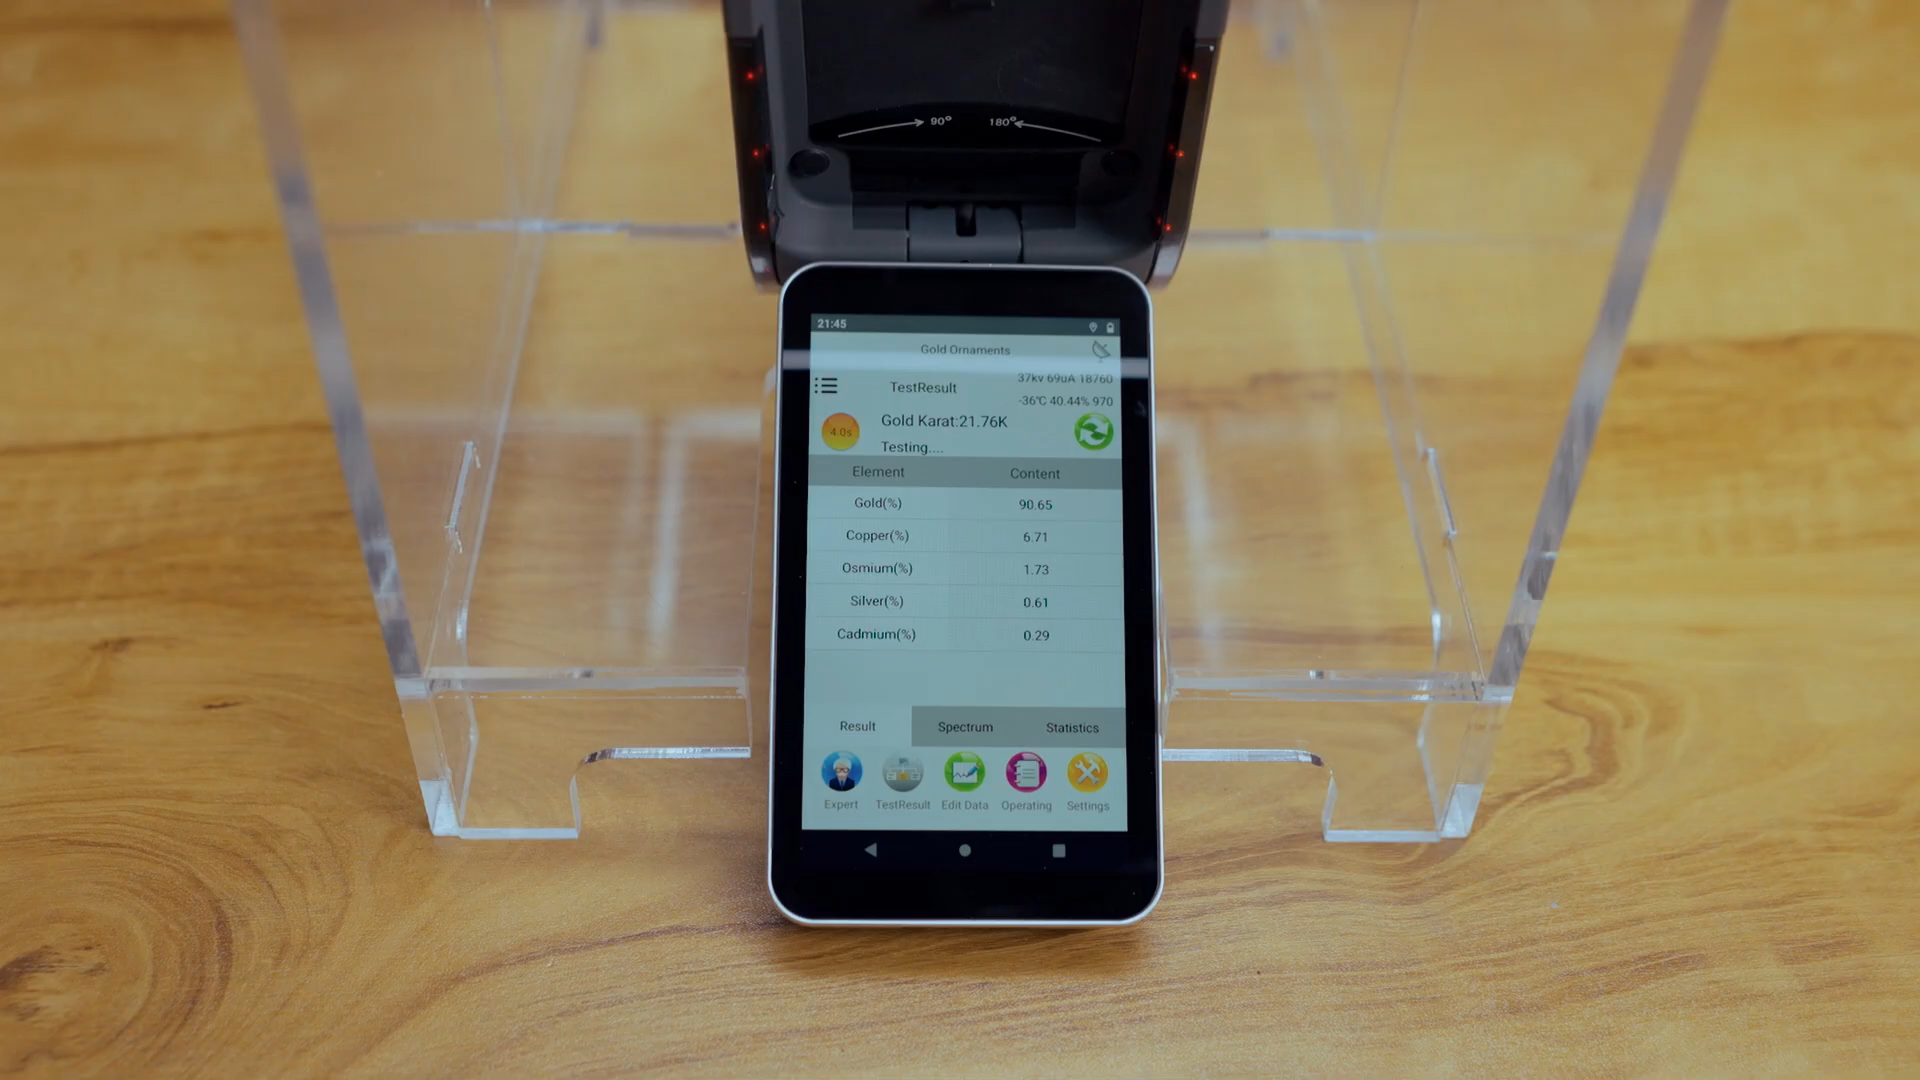 90° 180°
21:45
Gold Ornaments
TestResult
37kv 69uA 18760
-36℃ 40.44% 970
4.0s
Gold Karat:21.76K
Testing....
Element Content
Gold(%) 90.65
Copper(%) 6.71
Osmium(%) 1.73
Silver(%) 0.61
Cadmium(%) 0.29
Result Spectrum Statistics
Expert TestResult Edit Data Operating Settings